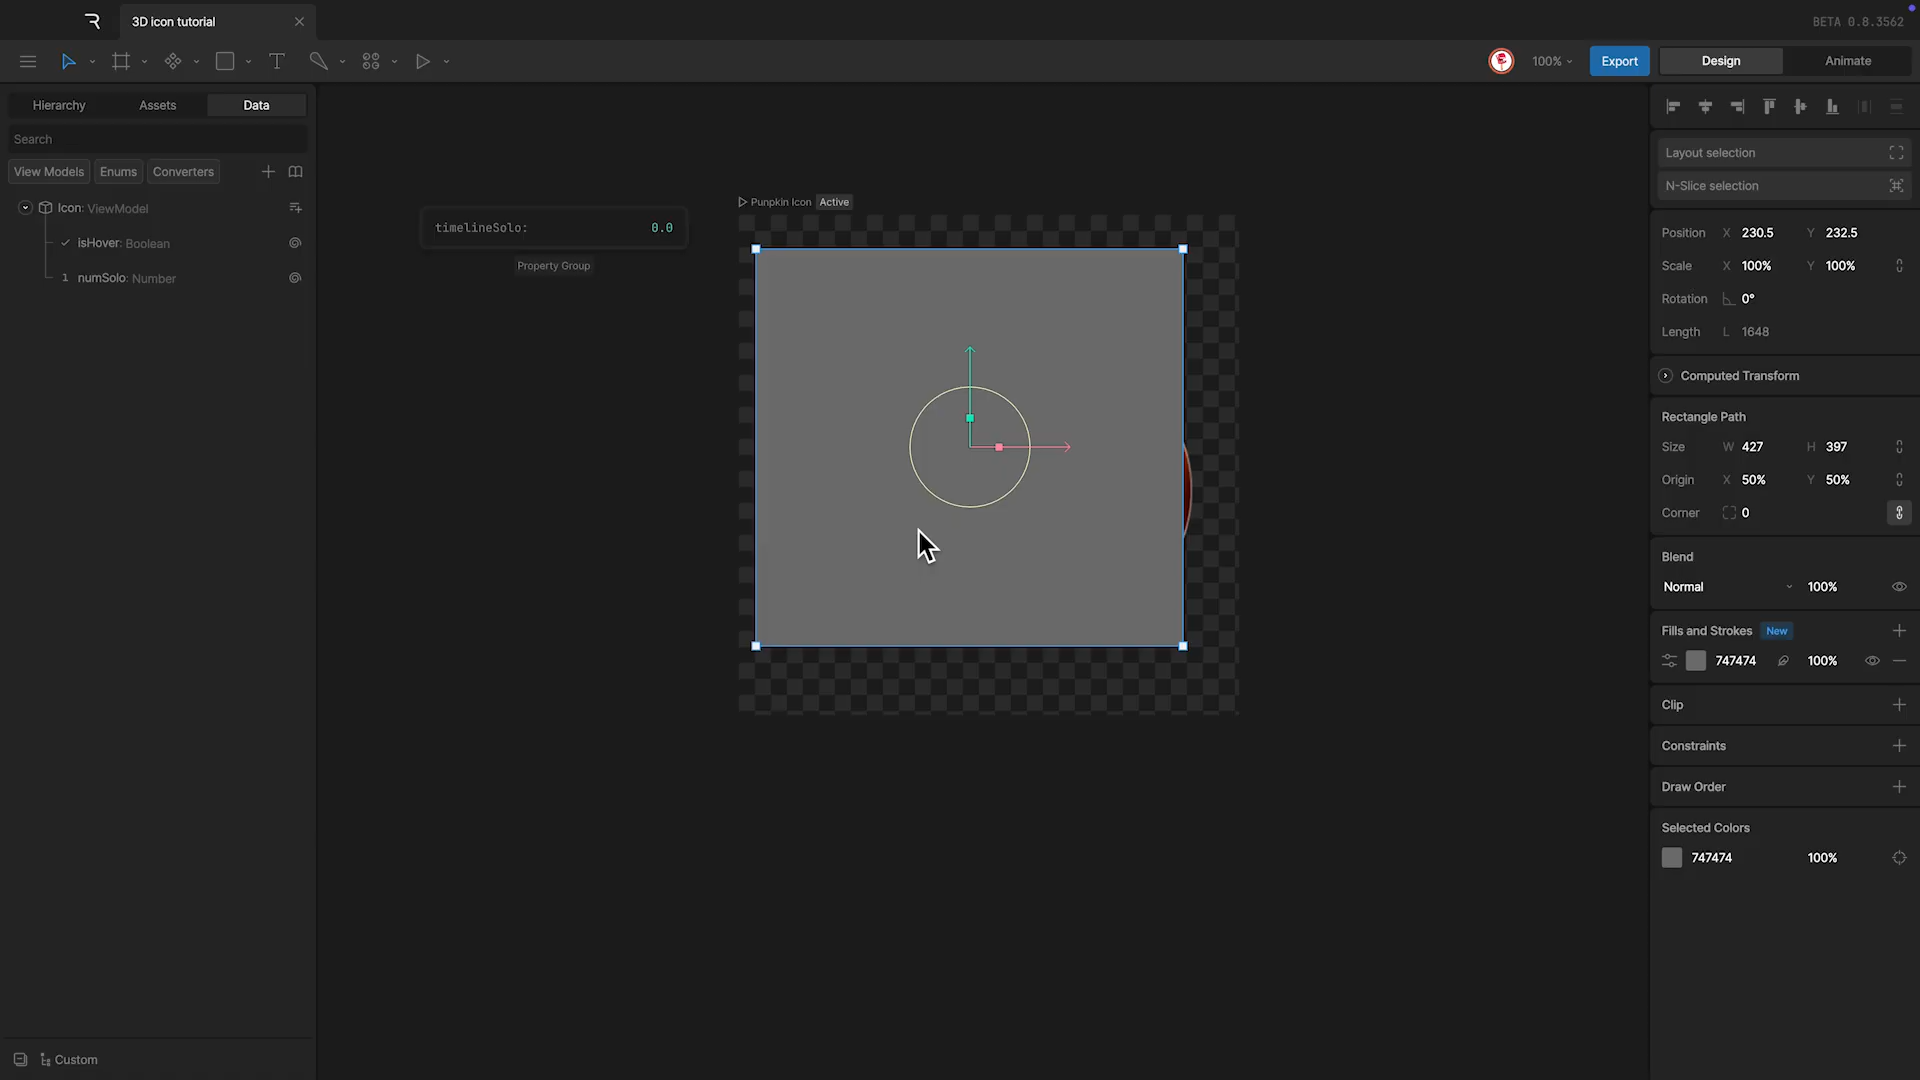 3D icon tutorial
BETA 0.8.3562
100%
Export
Design
Animate
Hierarchy
Assets
Data
Search
View Models
Enums
Converters
Icon: ViewModel
isHover: Boolean
1 numSolo: Number
timelineSolo: 0.0
Property Group
Punpkin Icon Active
Layout selection
N-Slice selection
Position X 230.5 Y 232.5
Scale X 100% Y 100%
Rotation 0°
Length L 1648
Computed Transform
Rectangle Path
Size W 427 H 397
Origin X 50% Y 50%
Corner 0
Blend
Normal 100%
Fills and Strokes New
747474 100%
Clip
Constraints
Draw Order
Selected Colors
747474 100%
Custom